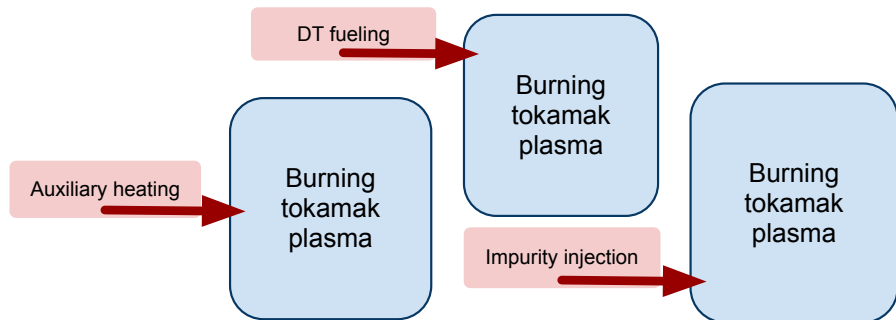 DT fueling
Burning
tokamak
plasma
Auxiliary heating
Burning
tokamak
plasma
Impurity injection
Burning
tokamak
plasma